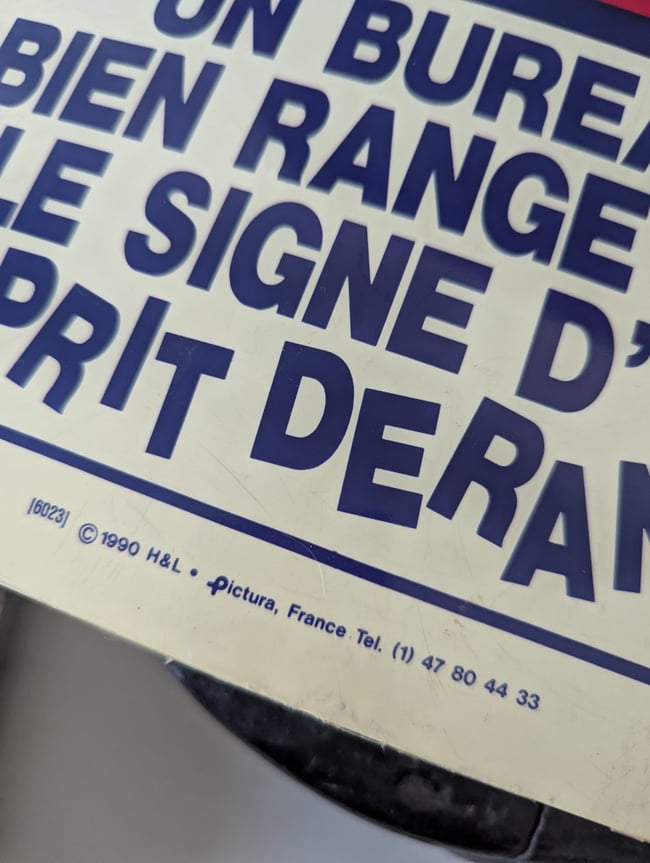 UN BUREA
BIEN RANGE
LE SIGNE D'
PRIT DERAN
[6023] © 1990 H&L • Pictura, France Tel. (1) 47 80 44 33